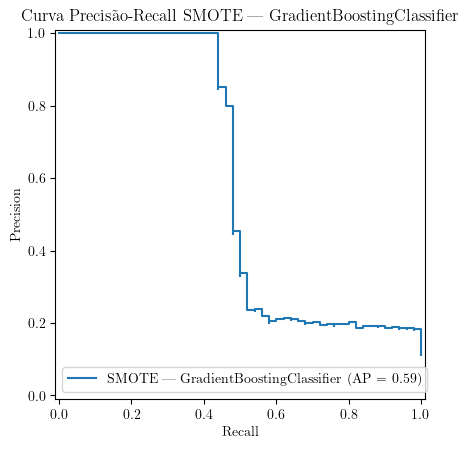 Curva Precisão-Recall SMOTE — GradientBoostingClassifier
1.0
0.8
0.6
0.4
0.2
0.0
Precision
SMOTE — GradientBoostingClassifier (AP = 0.59)
0.0 0.2 0.4 0.6 0.8 1.0
Recall